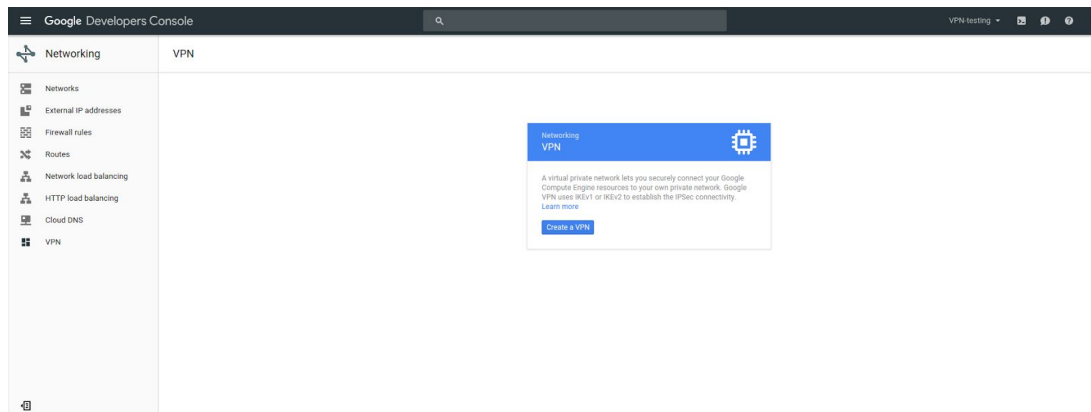 Google Developers Console
VPN-testing
Networking
VPN
Networks
External IP addresses
Firewall rules
Routes
Network load balancing
HTTP load balancing
Cloud DNS
VPN
Networking
VPN
A virtual private network lets you securely connect your Google
Compute Engine resources to your own private network. Google
VPN uses IKEv1 or IKEv2 to establish the IPSec connectivity.
Learn more
Create a VPN